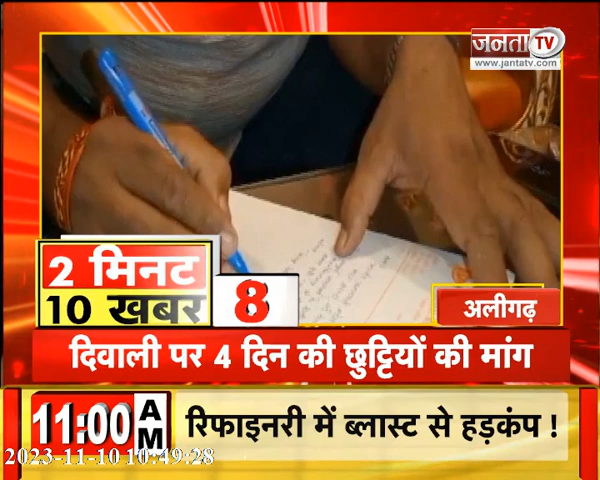 जनता TV
www.jantatv.com
2 मिनट
10 खबर
8
अलीगढ़
दिवाली पर 4 दिन की छुट्टियों की मांग
11:00 AM
रिफाइनरी में ब्लास्ट से हड़कंप !
2023-11-10 10:49:28